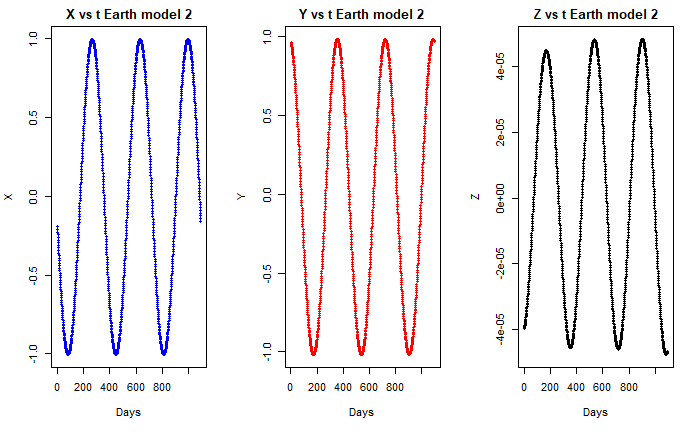 X vs t Earth model 2
X
1.0
0.5
0.0
-0.5
-1.0
0 200 400 600 800
Days
Y vs t Earth model 2
Y
1.0
0.5
0.0
-0.5
-1.0
0 200 400 600 800
Days
Z vs t Earth model 2
Z
4e-05
2e-05
0e+00
-2e-05
-4e-05
0 200 400 600 800
Days